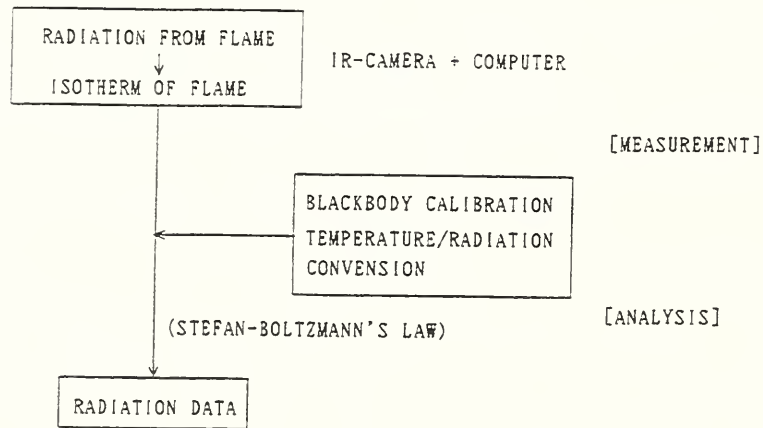 RADIATION FROM FLAME
↓
ISOTHERM OF FLAME
IR-CAMERA + COMPUTER
[MEASUREMENT]
BLACKBODY CALIBRATION
TEMPERATURE/RADIATION
CONVENSION
(STEFAN-BOLTZMANN'S LAW)
[ANALYSIS]
RADIATION DATA